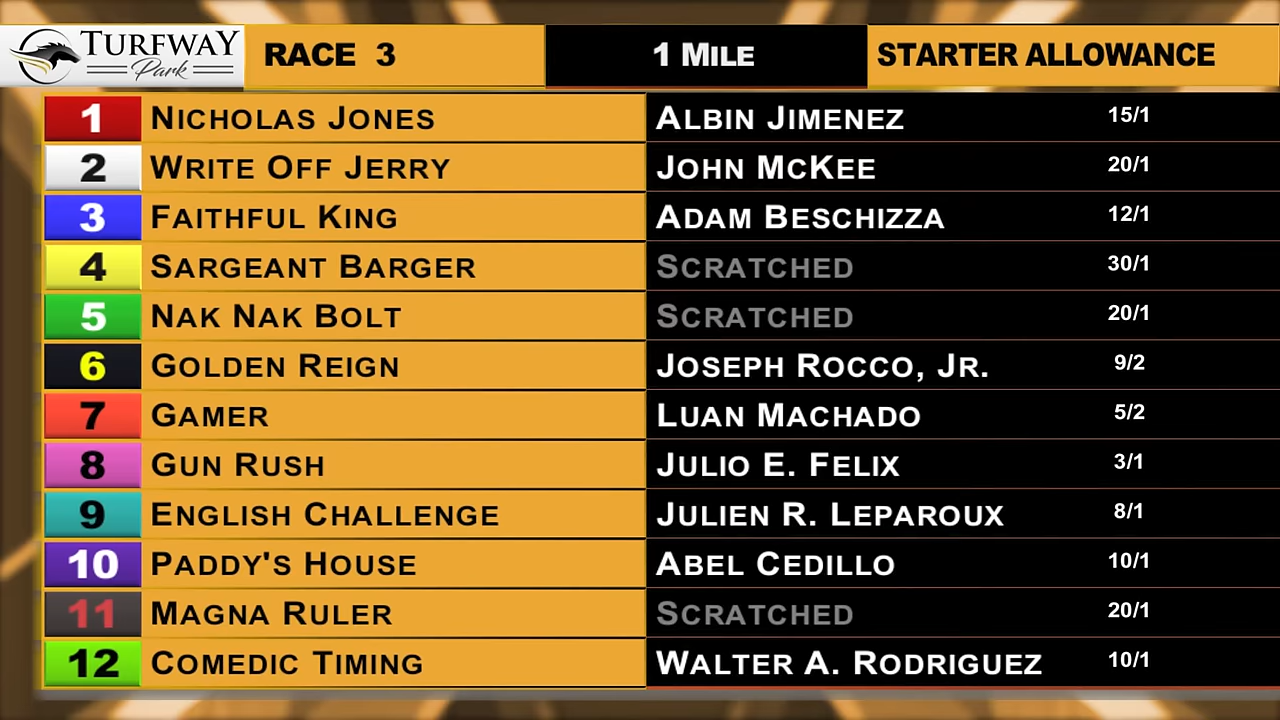 TURFWAY Park RACE 3 1 MILE STARTER ALLOWANCE
1 NICHOLAS JONES ALBIN JIMENEZ 15/1
2 WRITE OFF JERRY JOHN MCKEE 20/1
3 FAITHFUL KING ADAM BESCHIZZA 12/1
4 SARGEANT BARGER SCRATCHED 30/1
5 NAK NAK BOLT SCRATCHED 20/1
6 GOLDEN REIGN JOSEPH ROCCO, JR. 9/2
7 GAMER LUAN MACHADO 5/2
8 GUN RUSH JULIO E. FELIX 3/1
9 ENGLISH CHALLENGE JULIEN R. LEPAROUX 8/1
10 PADDY'S HOUSE ABEL CEDILLO 10/1
11 MAGNA RULER SCRATCHED 20/1
12 COMEDIC TIMING WALTER A. RODRIGUEZ 10/1